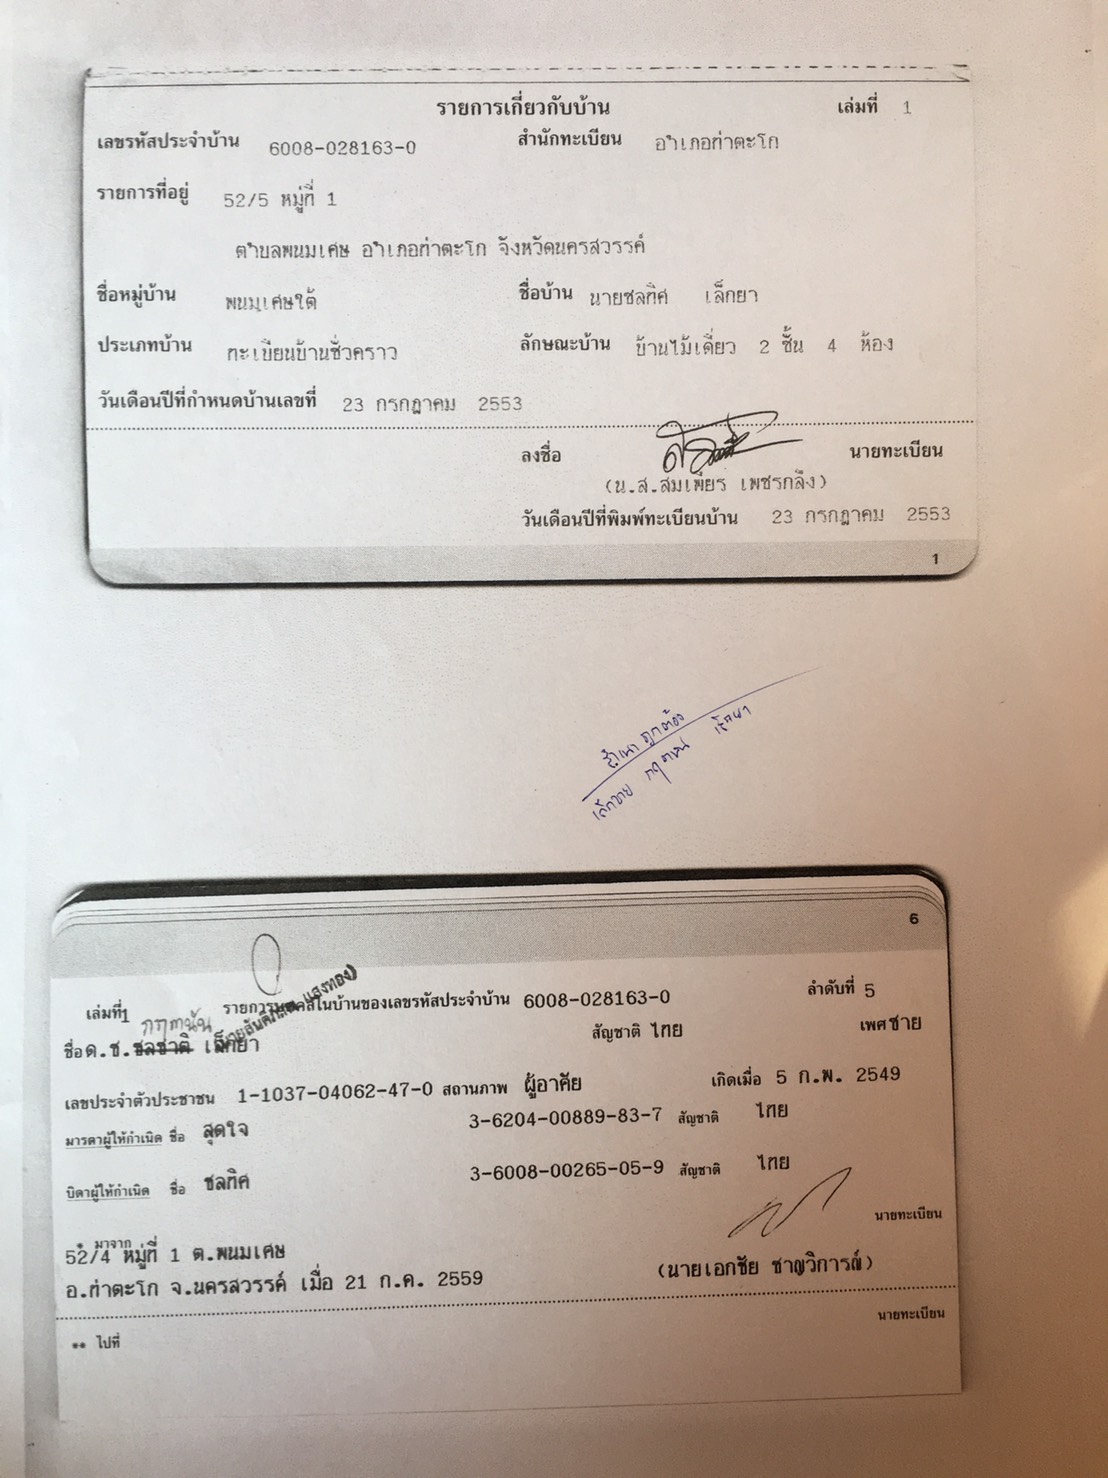 รายการเกี่ยวกับบ้าน เล่มที่ 1
เลขรหัสประจำบ้าน 6008-028163-0 สำนักทะเบียน อำเภอท่าตะโก
รายการที่อยู่ 52/5 หมู่ที่ 1
ตำบลพนมเศษ อำเภอท่าตะโก จังหวัดนครสวรรค์
ชื่อหมู่บ้าน พนมเศษใต้ ชื่อบ้าน นายชลทิศ เล็กยา
ประเภทบ้าน ทะเบียนบ้านชั่วคราว ลักษณะบ้าน บ้านไม้เดี่ยว 2 ชั้น 4 ห้อง
วันเดือนปีที่กำหนดบ้านเลขที่ 23 กรกฎาคม 2553
ลงชื่อ นายทะเบียน
(น.ส.สมเพียร เพชรกลึง)
วันเดือนปีที่พิมพ์ทะเบียนบ้าน 23 กรกฎาคม 2553
1
สำเนาถูกต้อง
กฤตนัน เล็กยา
6
เล่มที่ 1 รายการบุคคลในบ้านของเลขรหัสประจำบ้าน 6008-028163-0 ลำดับที่ 5
กฤตนัน
ชื่อ ด.ช.ชลชาติ เล็กยา สัญชาติ ไทย เพศ ชาย
เลขประจำตัวประชาชน 1-1037-04062-47-0 สถานภาพ ผู้อาศัย เกิดเมื่อ 5 ก.พ. 2549
มารดาผู้ให้กำเนิด ชื่อ สุดใจ 3-6204-00889-83-7 สัญชาติ ไทย
บิดาผู้ให้กำเนิด ชื่อ ชลทิศ 3-6008-00265-05-9 สัญชาติ ไทย
นายทะเบียน
* มาจาก
52/4 หมู่ที่ 1 ต.พนมเศษ
อ.ท่าตะโก จ.นครสวรรค์ เมื่อ 21 ก.ค. 2559 (นายเอกชัย ชาญวิการณ์)
นายทะเบียน
** ไปที่